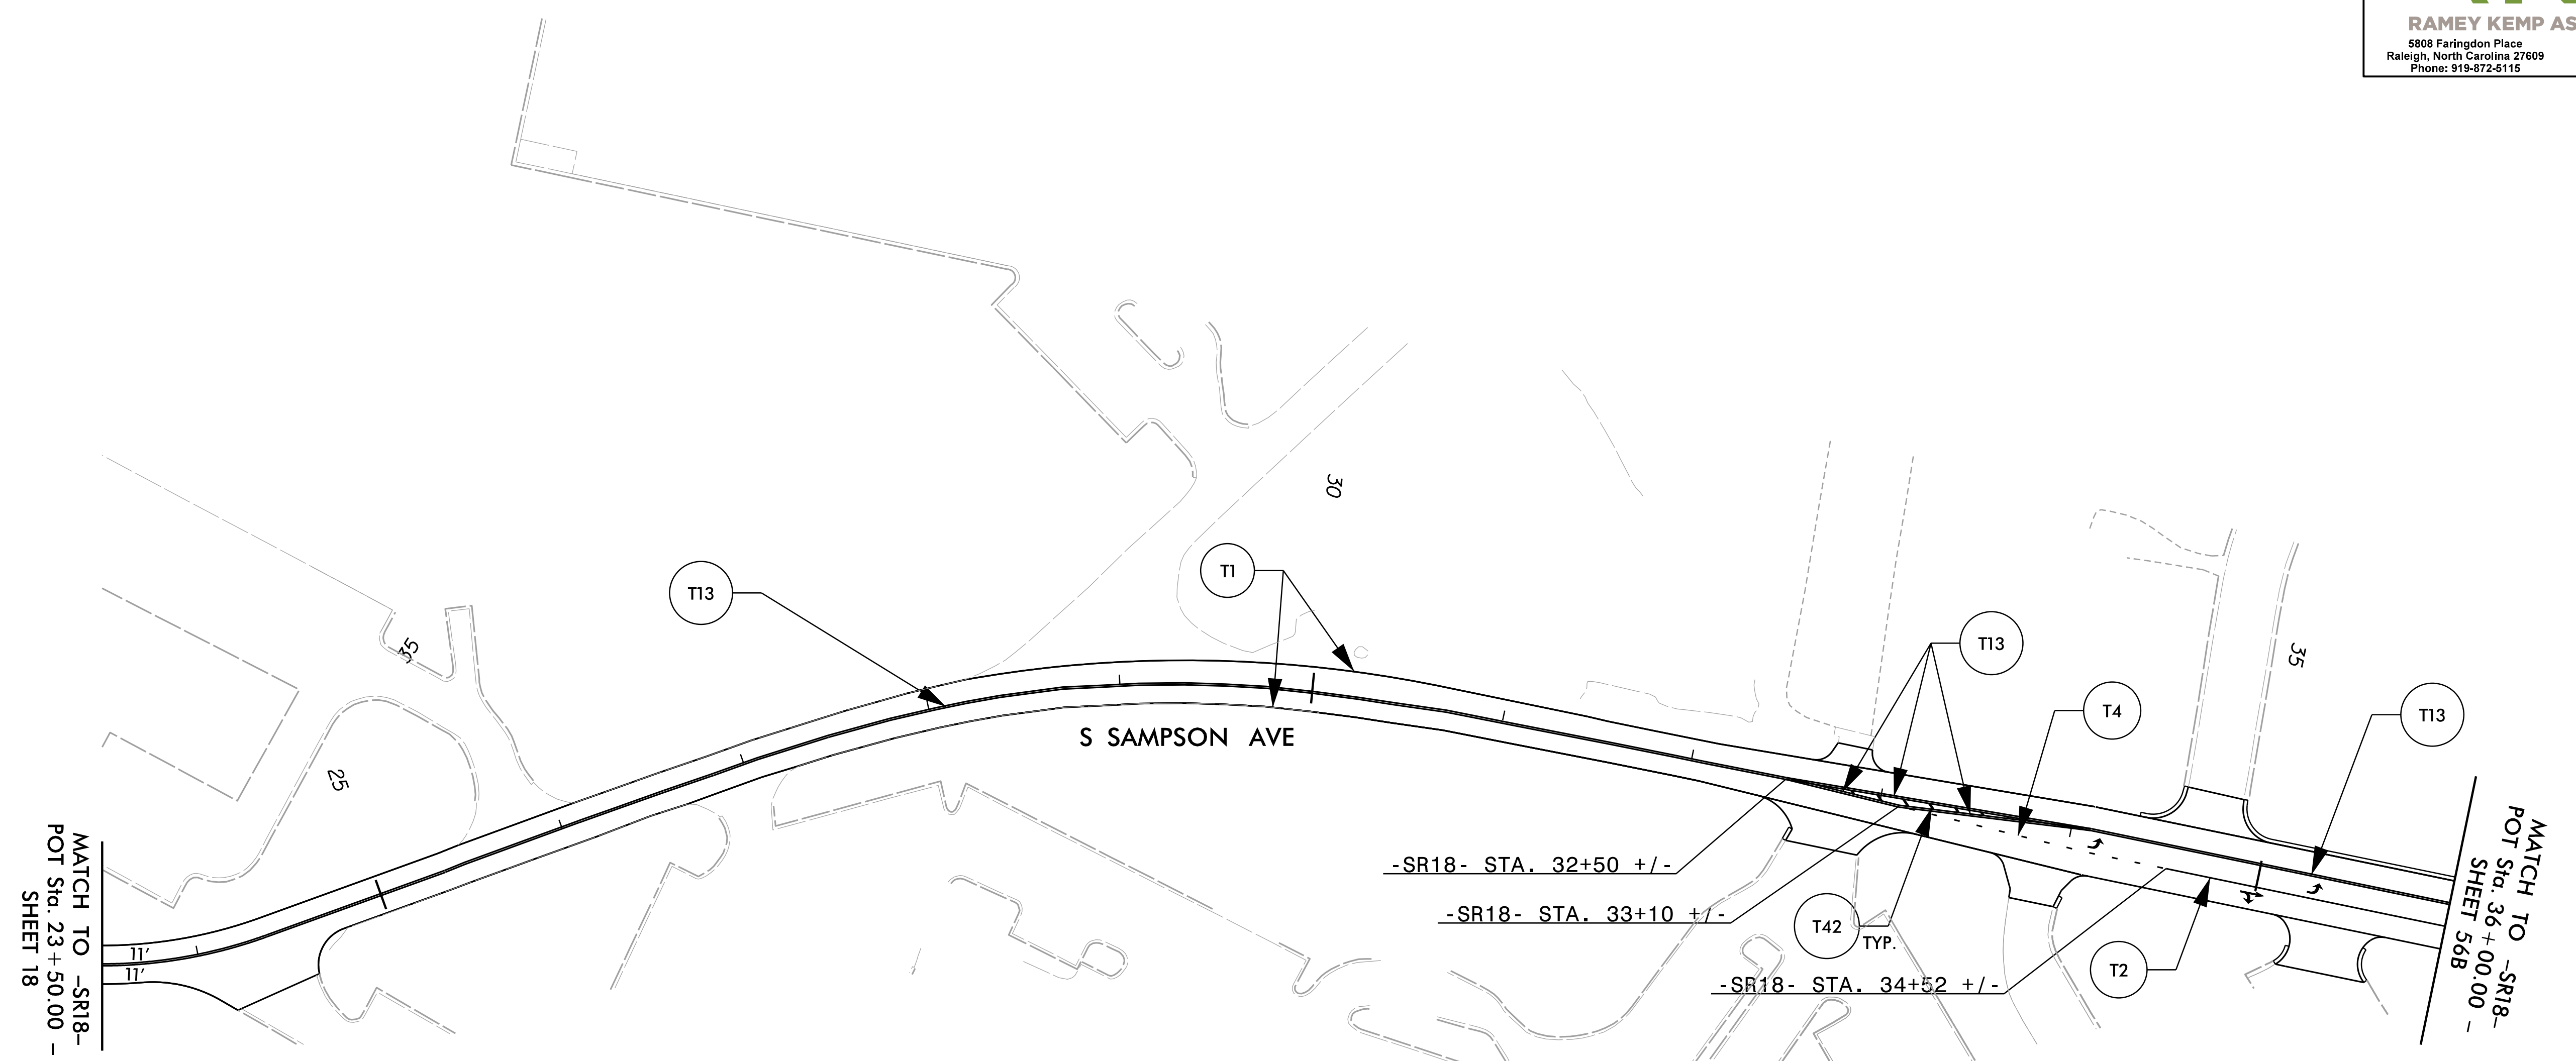 RAMEY KEMP AS
5808 Faringdon Place
Raleigh, North Carolina 27609
Phone: 919-872-5115
30
T1
T13
T13
35
35
T4
T13
S SAMPSON AVE
25
-SR18- STA. 32+50 +/-
-SR18- STA. 33+10 +/-
T42
TYP.
T2
-SR18- STA. 34+52 +/-
11'
11'
MATCH TO -SR18-
POT Sta. 23+50.00 -
SHEET 18
MATCH TO -SR18-
POT Sta. 36+00.00 -
SHEET 56B